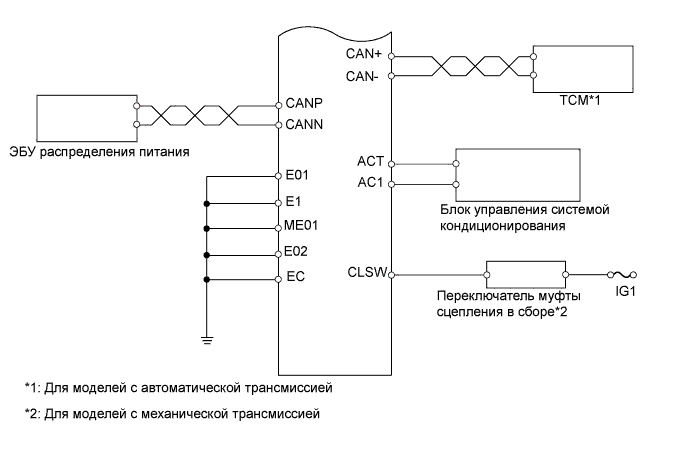 CAN+
CAN-
TCM*1
CANP
CANN
ЭБУ распределения питания
ACT
AC1
Блок управления системой
кондиционирования
E01
E1
ME01
E02
EC
CLSW
IG1
Переключатель муфты
сцепления в сборе*2
*1: Для моделей с автоматической трансмиссией
*2: Для моделей с механической трансмиссией